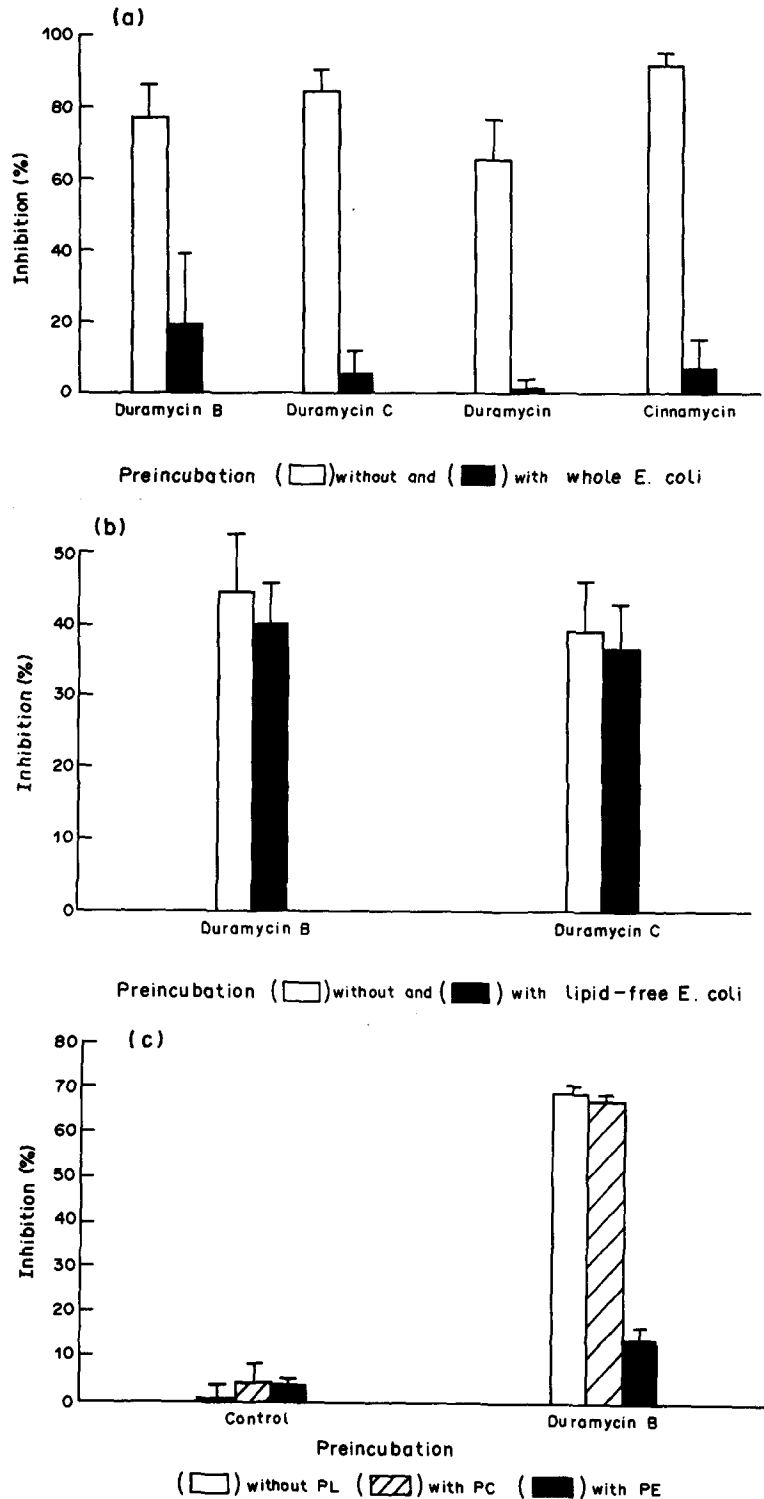 (a)
100
80
60
40
20
0
Inhibition (%)
Duramycin B Duramycin C Duramycin Cinnamycin
Preincubation ( ) without and ( ) with whole E. coli
(b)
50
40
30
20
10
0
Inhibition (%)
Duramycin B Duramycin C
Preincubation ( ) without and ( ) with lipid-free E. coli
(c)
80
70
60
50
40
30
20
10
0
Inhibition (%)
Control Duramycin B
Preincubation
( ) without PL ( ) with PC ( ) with PE